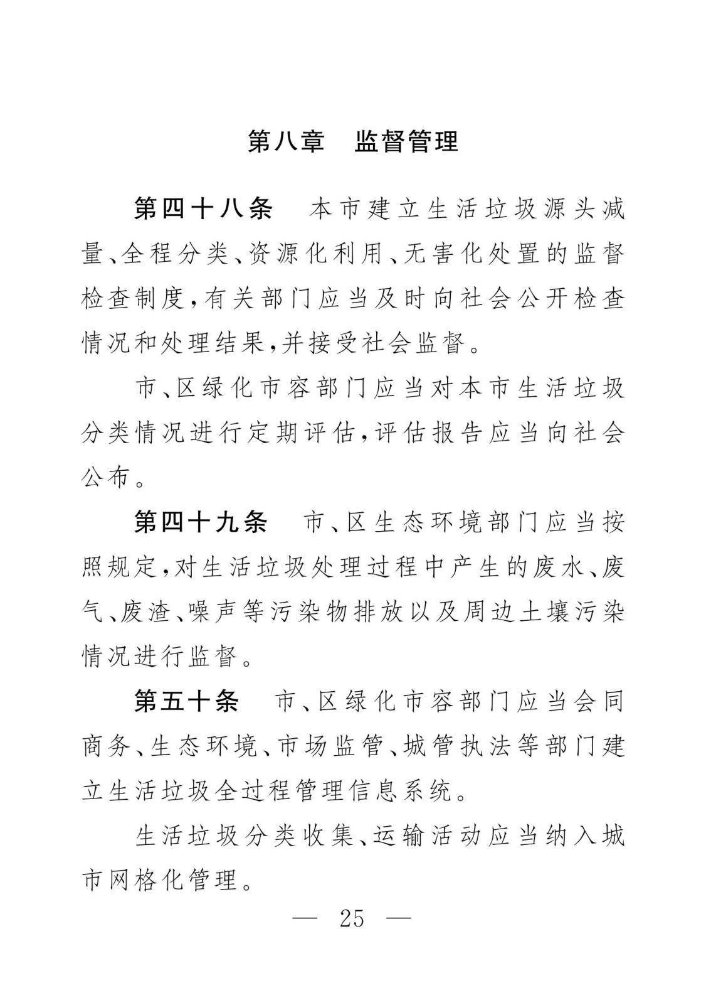 第八章　监督管理
第四十八条　本市建立生活垃圾源头减
量、全程分类、资源化利用、无害化处置的监督
检查制度,有关部门应当及时向社会公开检查
情况和处理结果,并接受社会监督。
市、区绿化市容部门应当对本市生活垃圾
分类情况进行定期评估,评估报告应当向社会
公布。
第四十九条　市、区生态环境部门应当按
照规定,对生活垃圾处理过程中产生的废水、废
气、废渣、噪声等污染物排放以及周边土壤污染
情况进行监督。
第五十条　市、区绿化市容部门应当会同
商务、生态环境、市场监管、城管执法等部门建
立生活垃圾全过程管理信息系统。
生活垃圾分类收集、运输活动应当纳入城
市网格化管理。
— 25 —